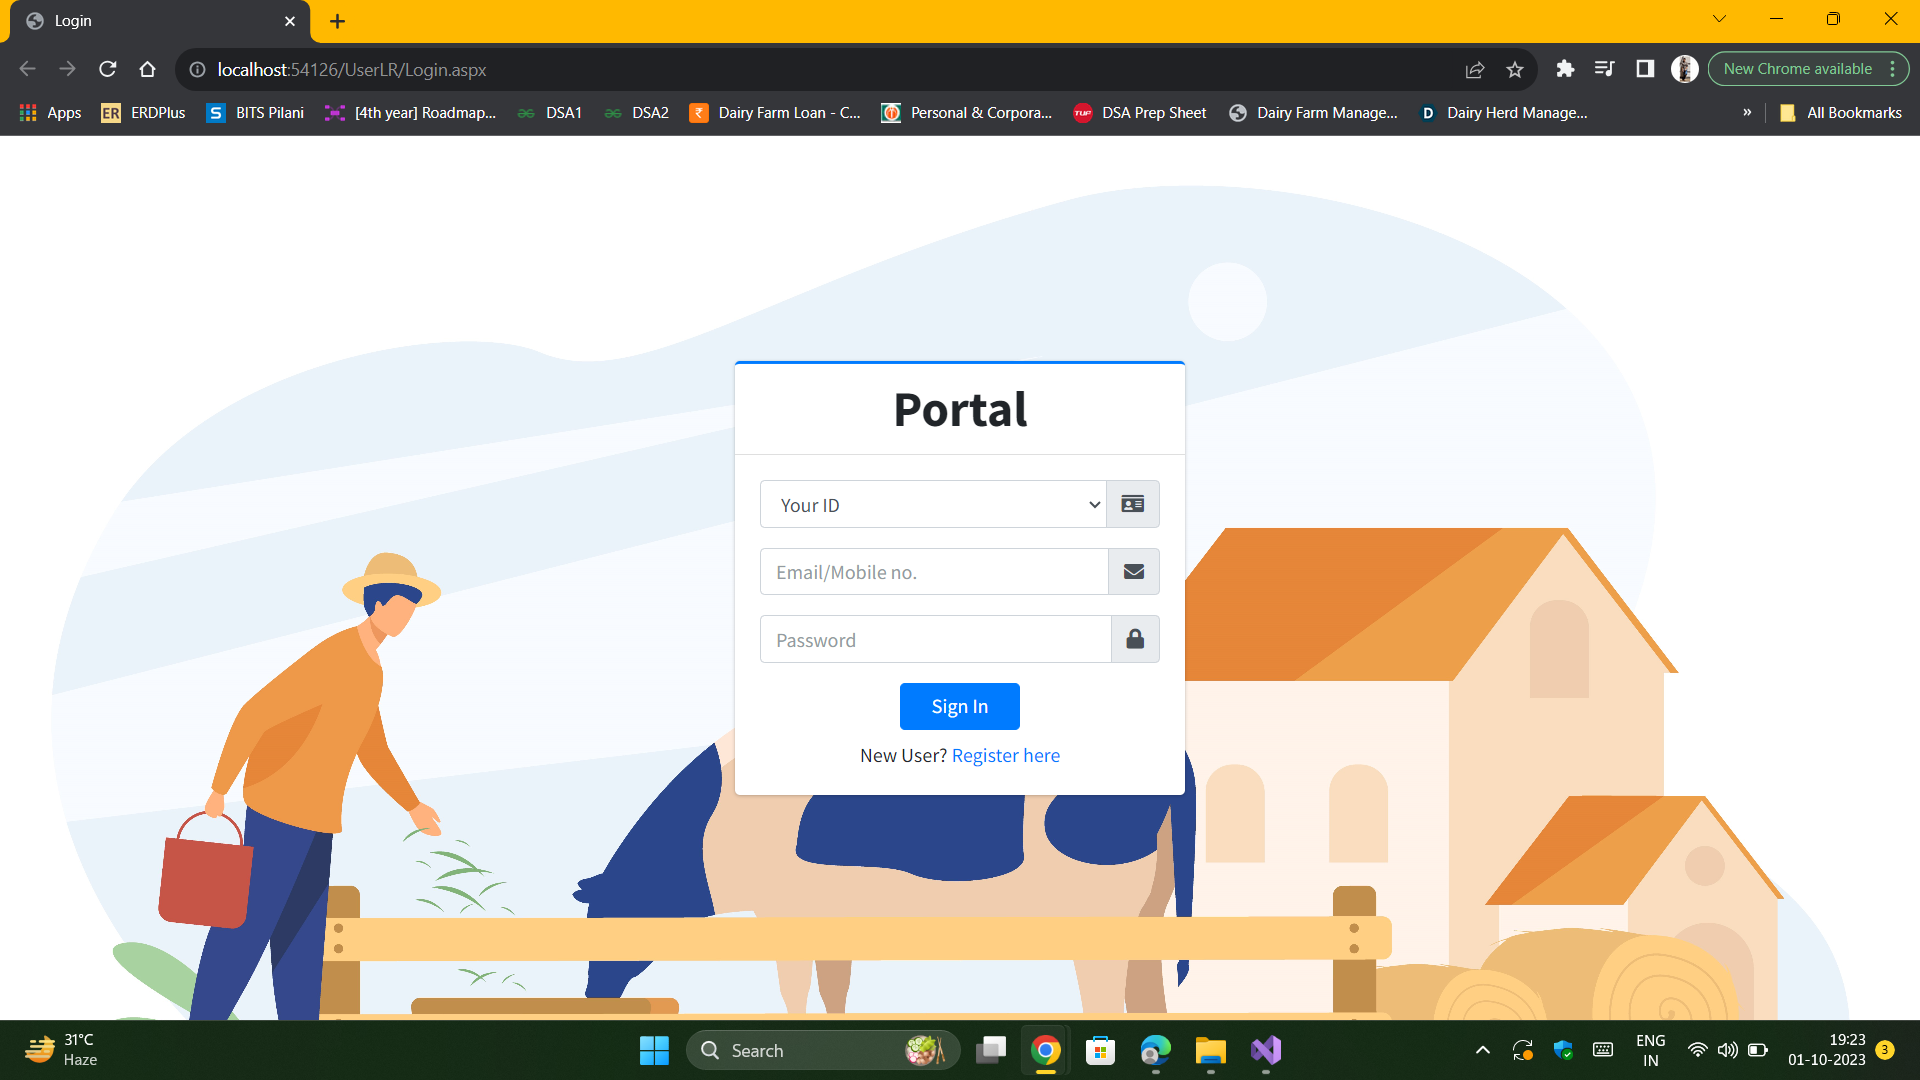 Login
localhost:54126/UserLR/Login.aspx
New Chrome available
Apps
ER ERDPlus
S BITS Pilani
[4th year] Roadmap...
DSA1
DSA2
₹ Dairy Farm Loan - C...
Personal & Corpora...
TUF DSA Prep Sheet
Dairy Farm Manage...
D Dairy Herd Manage...
»
All Bookmarks
Portal
Your ID
Email/Mobile no.
Password
Sign In
New User? Register here
31°C
Haze
Search
ENG
IN
19:23
01-10-2023
3